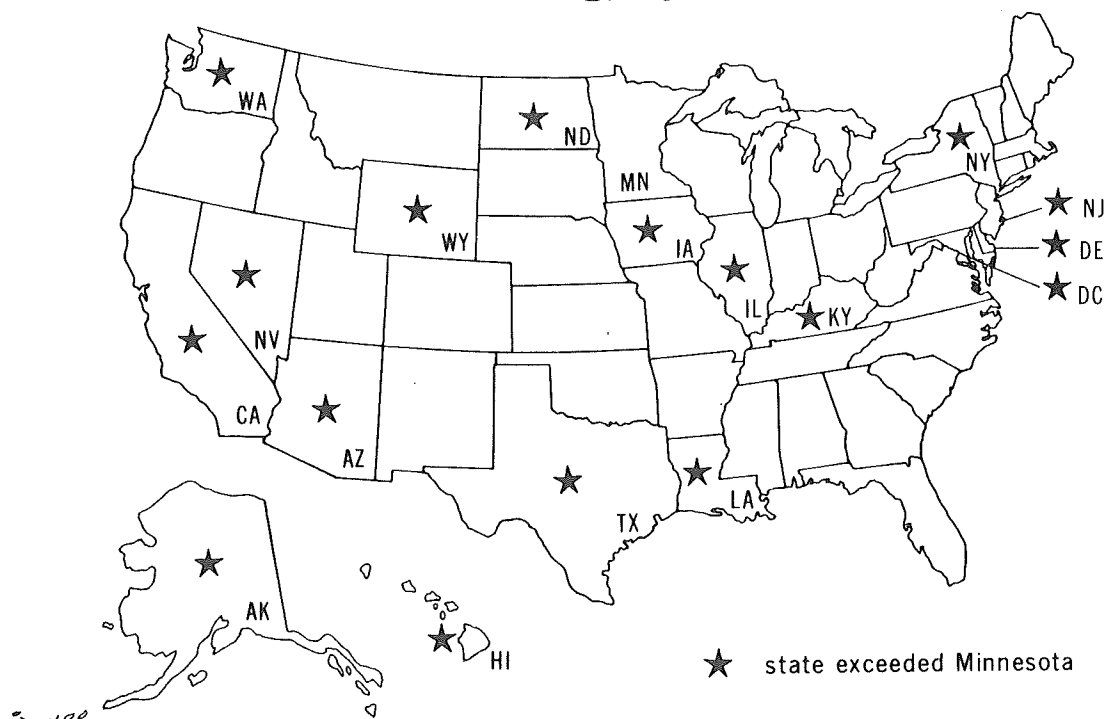 WA
ND
MN
NY
NJ
WY
IA
DE
DC
NV
IL
KY
CA
AZ
TX
LA
AK
HI
state exceeded Minnesota